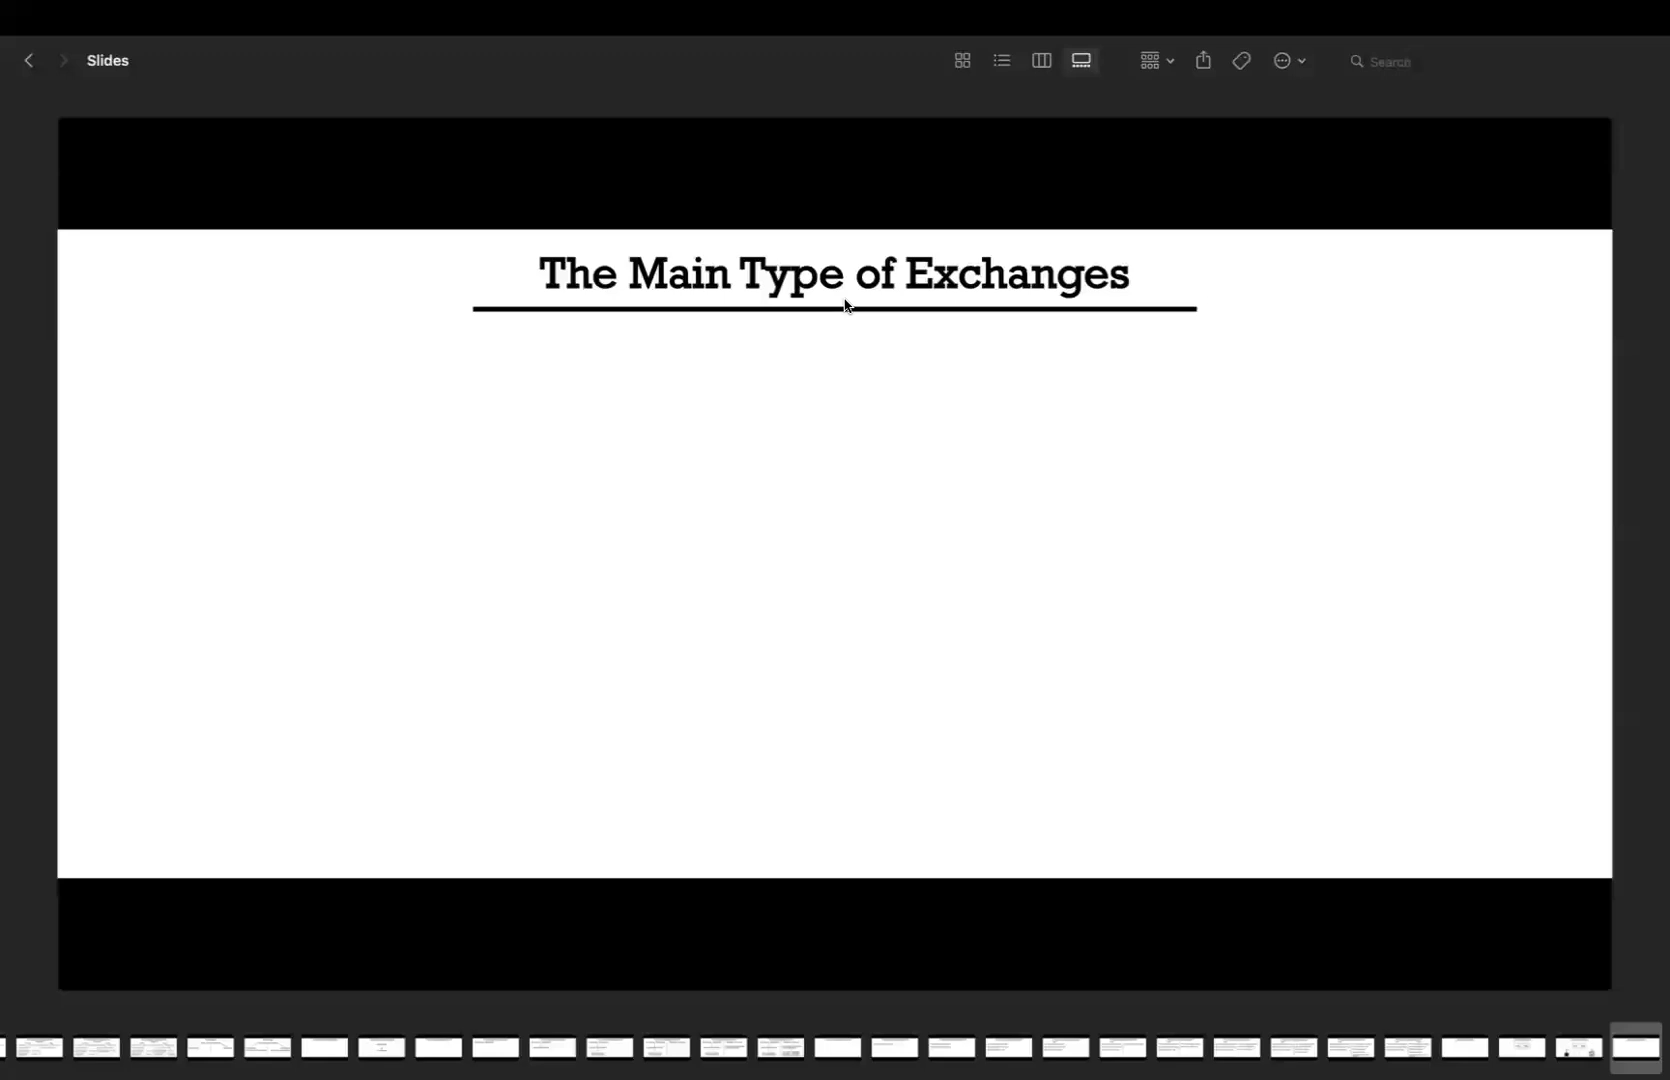 Slides
Search
The Main Type of Exchanges